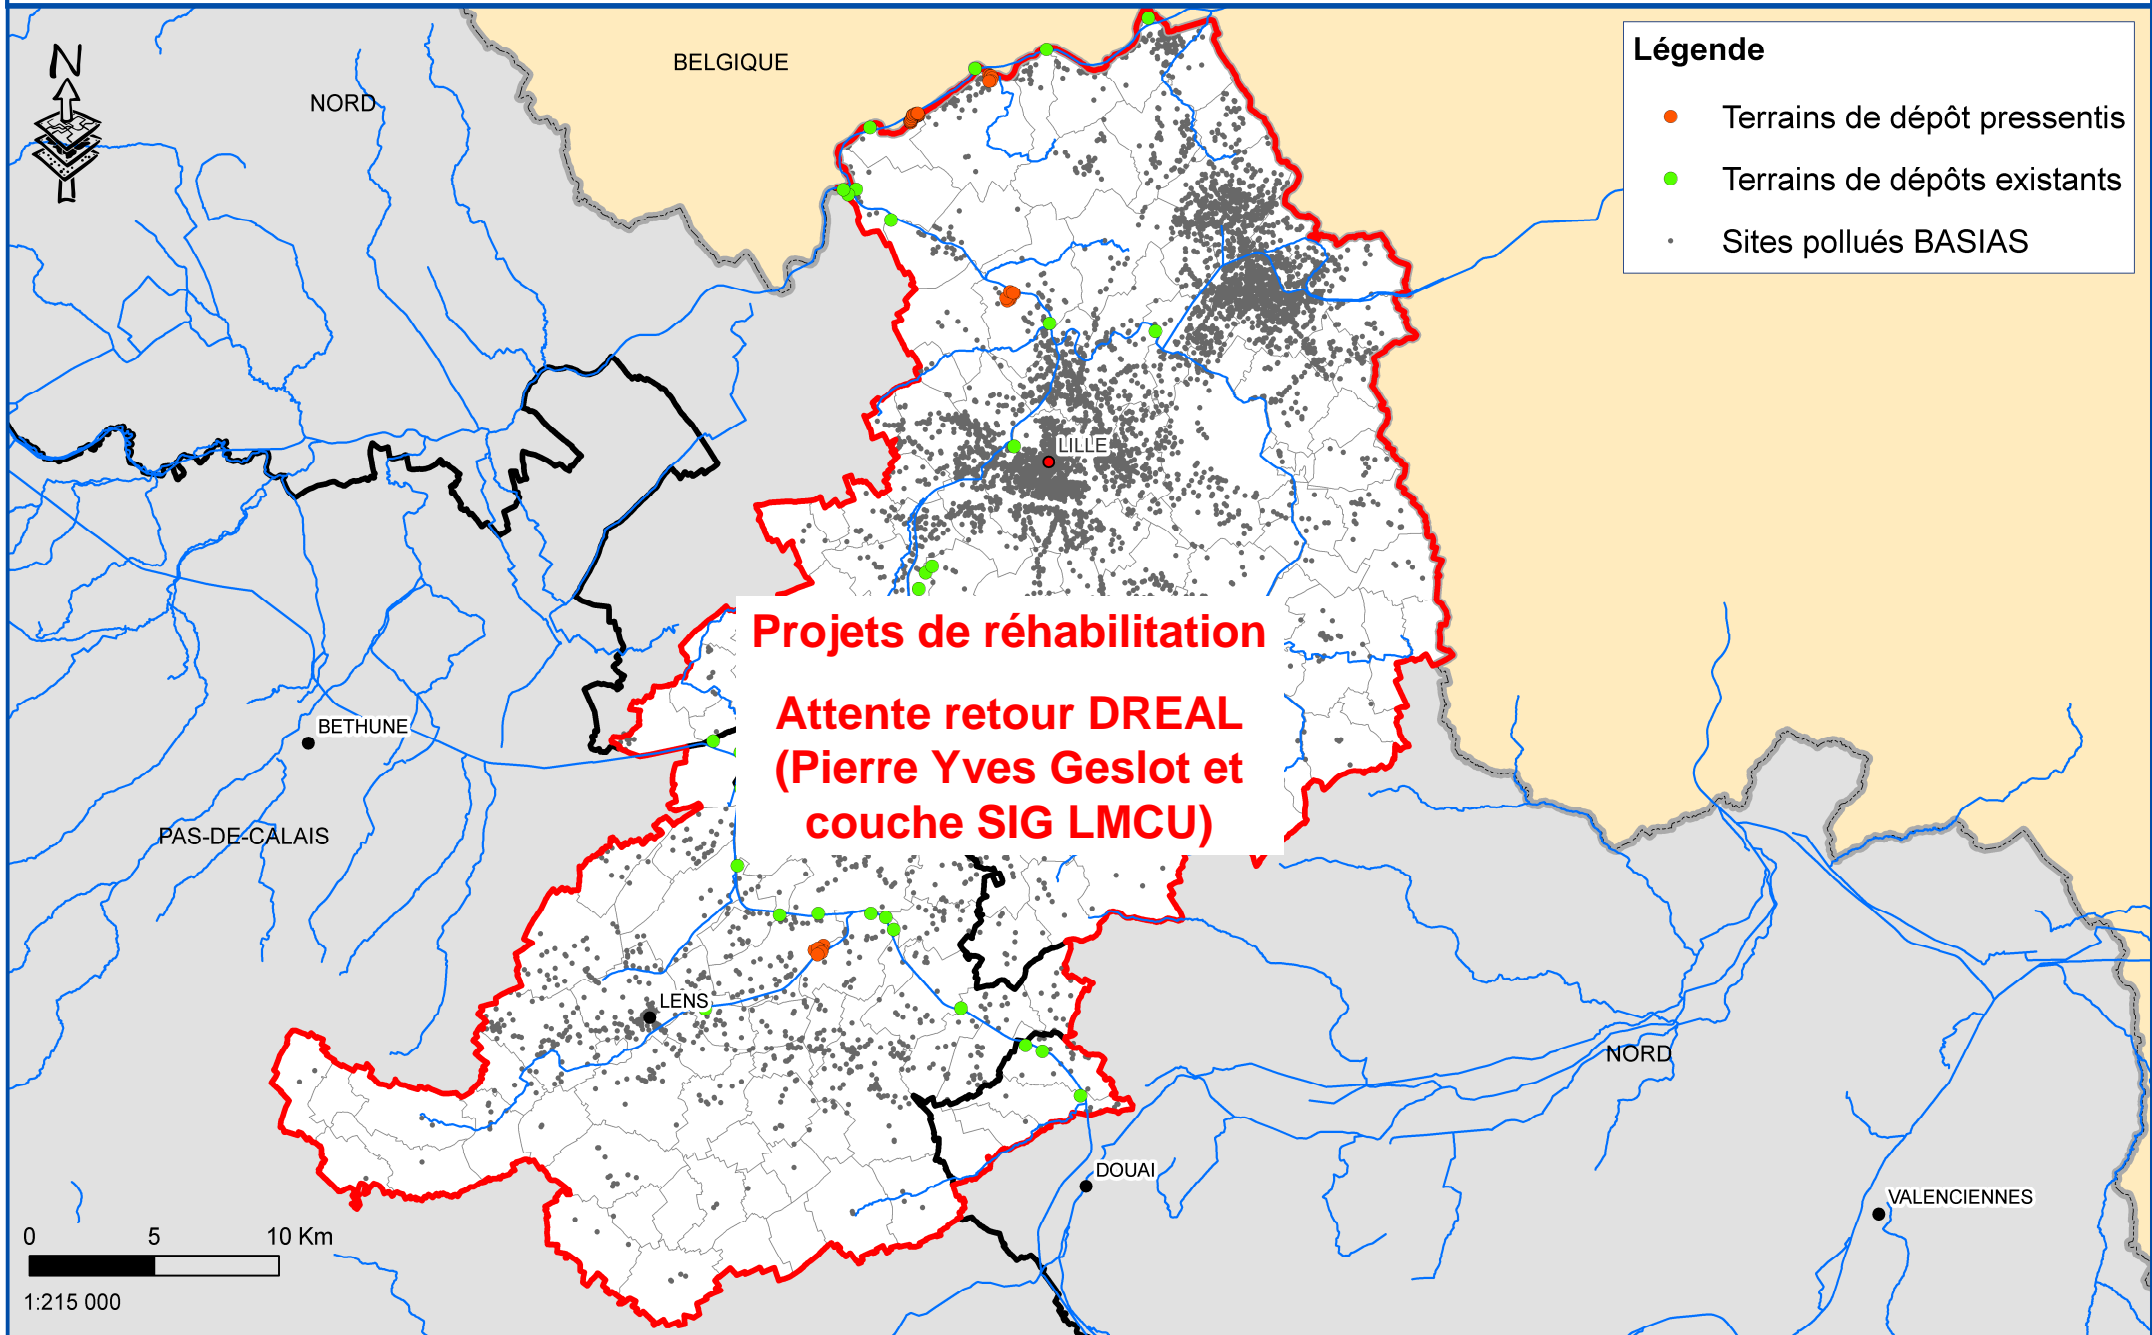 N
BELGIQUE
NORD
Légende
Terrains de dépôt pressentis
Terrains de dépôts existants
Sites pollués BASIAS
LILLE
Projets de réhabilitation
Attente retour DREAL
(Pierre Yves Geslot et
couche SIG LMCU)
BETHUNE
PAS-DE-CALAIS
LENS
NORD
DOUAI
VALENCIENNES
0 5 10 Km
1:215 000